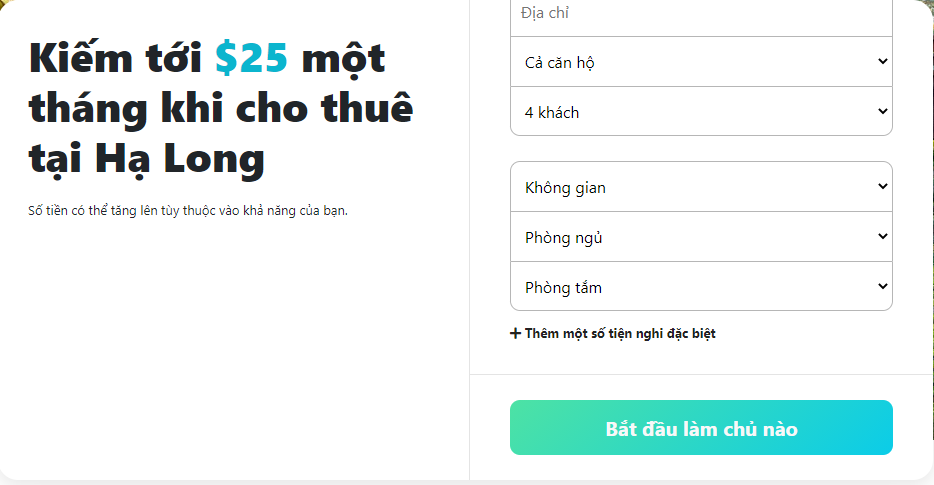 Kiếm tới $25 một
tháng khi cho thuê
tại Hạ Long
Số tiền có thể tăng lên tùy thuộc vào khả năng của bạn.
Địa chỉ
Cả căn hộ
4 khách
Không gian
Phòng ngủ
Phòng tắm
+ Thêm một số tiện nghi đặc biệt
Bắt đầu làm chủ nào